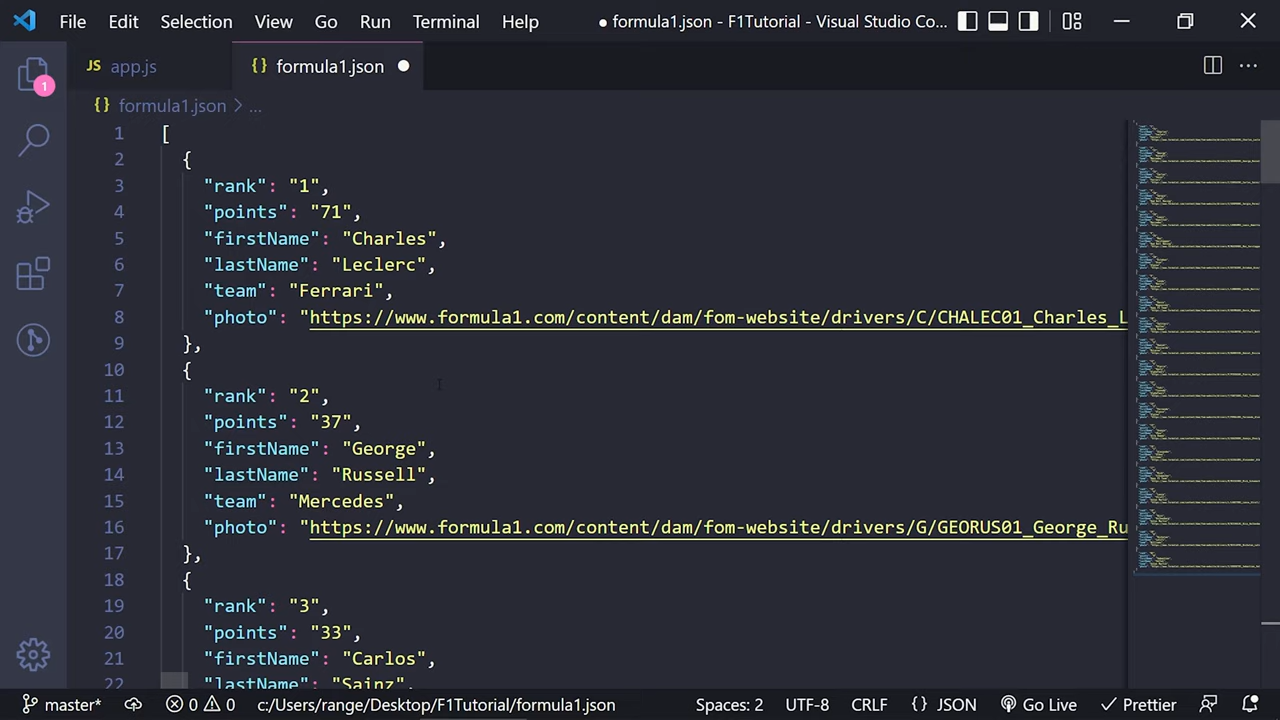 File Edit Selection View Go Run Terminal Help ● formula1.json - F1Tutorial - Visual Studio Co...
JS app.js {} formula1.json ●
{} formula1.json > ...
1
1 [
2 {
3 "rank": "1",
4 "points": "71",
5 "firstName": "Charles",
6 "lastName": "Leclerc",
7 "team": "Ferrari",
8 "photo": "https://www.formula1.com/content/dam/fom-website/drivers/C/CHALEC01_Charles_L
9 },
10 {
11 "rank": "2",
12 "points": "37",
13 "firstName": "George",
14 "lastName": "Russell",
15 "team": "Mercedes",
16 "photo": "https://www.formula1.com/content/dam/fom-website/drivers/G/GEORUS01_George_Ru
17 },
18 {
19 "rank": "3",
20 "points": "33",
21 "firstName": "Carlos",
22 "lastName": "Sainz",
master* 0 0 c:/Users/range/Desktop/F1Tutorial/formula1.json Spaces: 2 UTF-8 CRLF {} JSON Go Live Prettier